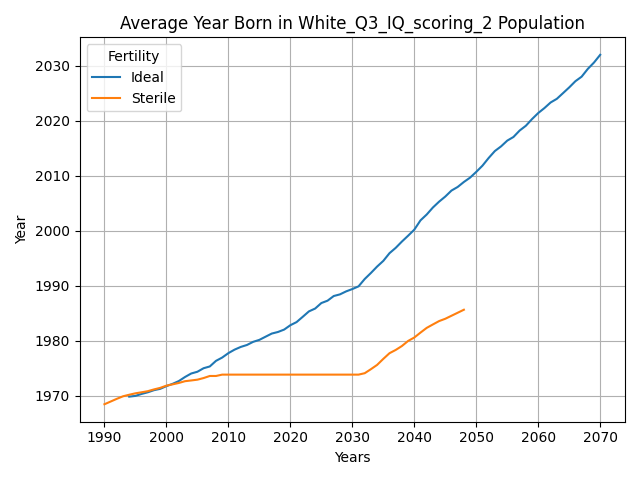 Average Year Born in White_Q3_IQ_scoring_2 Population
Fertility
Ideal
Sterile
2030
2020
2010
2000
1990
1980
1970
Year
1990 2000 2010 2020 2030 2040 2050 2060 2070
Years